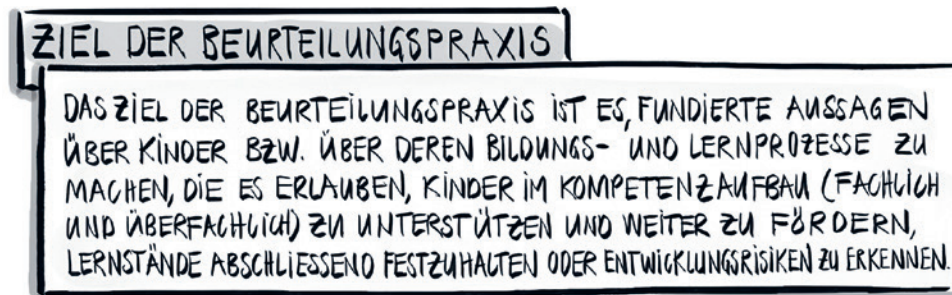 ZIEL DER BEURTEILUNGSPRAXIS
DAS ZIEL DER BEURTEILUNGSPRAXIS IST ES, FUNDIERTE AUSSAGEN
ÜBER KINDER BZW. ÜBER DEREN BILDUNGS- UND LERNPROZESSE ZU
MACHEN, DIE ES ERLAUBEN, KINDER IM KOMPETENZAUFBAU (FACHLICH
UND ÜBERFACHLICH) ZU UNTERSTÜTZEN UND WEITER ZU FÖRDERN,
LERNSTÄNDE ABSCHLIESSEND FESTZUHALTEN ODER ENTWICKLUNGSRISIKEN ZU ERKENNEN.